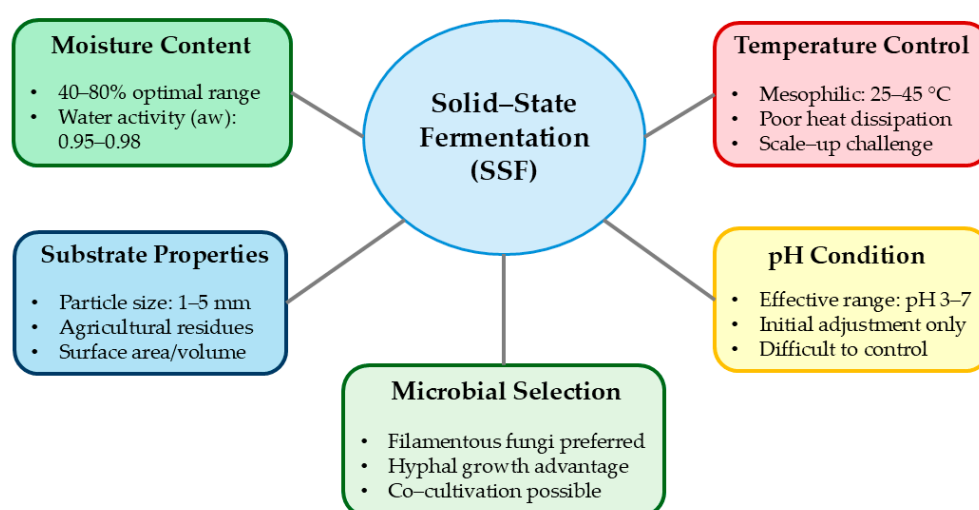 Moisture Content
• 40–80% optimal range
• Water activity (aw):
0.95–0.98
Solid–State
Fermentation
(SSF)
Temperature Control
• Mesophilic: 25–45 °C
• Poor heat dissipation
• Scale–up challenge
Substrate Properties
• Particle size: 1–5 mm
• Agricultural residues
• Surface area/volume
pH Condition
• Effective range: pH 3–7
• Initial adjustment only
• Difficult to control
Microbial Selection
• Filamentous fungi preferred
• Hyphal growth advantage
• Co–cultivation possible